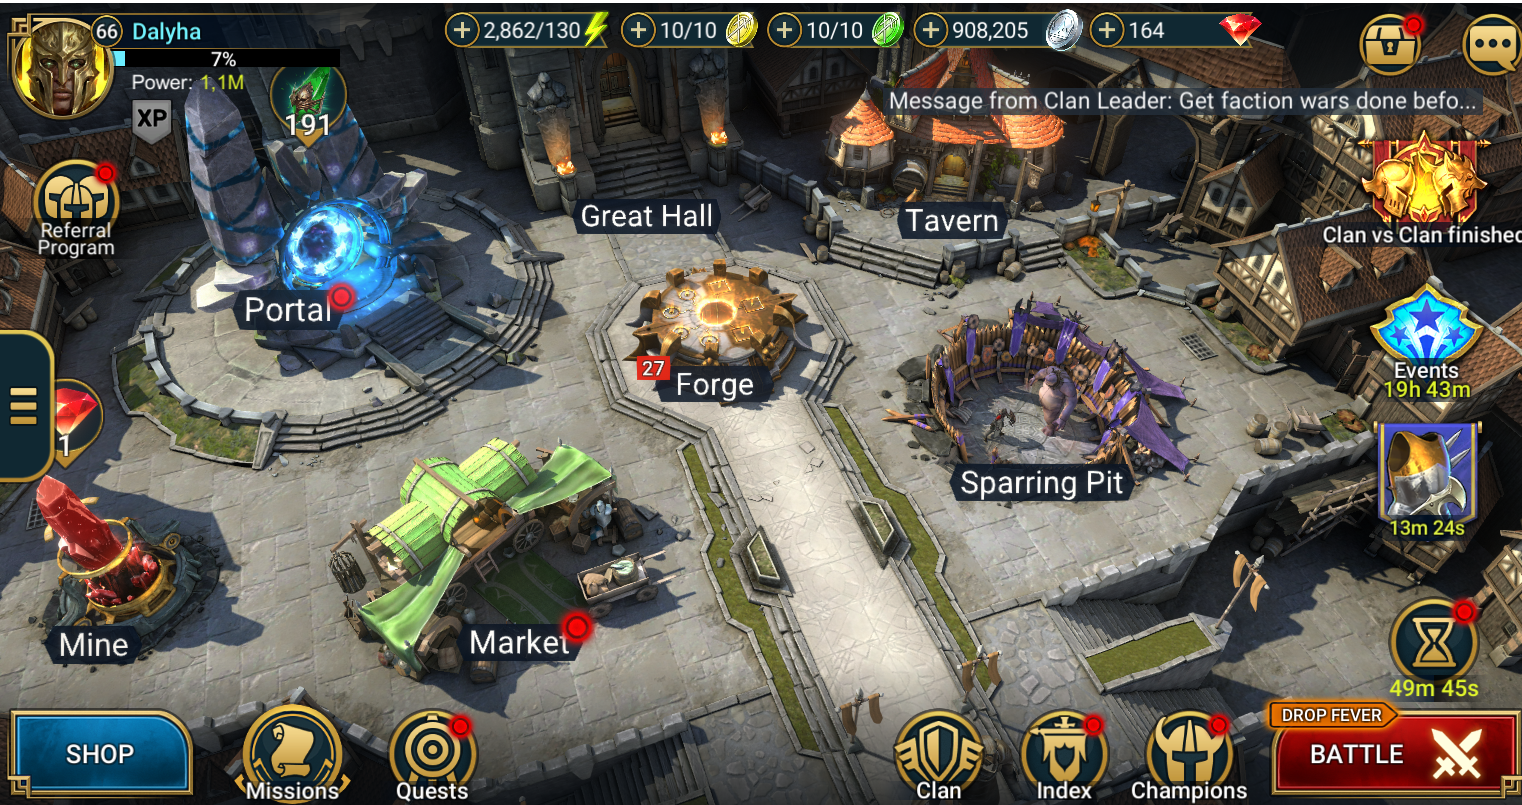 66 Dalyha
2,862/130
10/10
10/10
908,205
164
7%
Power: 1,1M
XP
191
Message from Clan Leader: Get faction wars done befo...
Referral
Program
Great Hall
Tavern
Clan vs Clan finished
Portal
27
Forge
Events
19h 43m
1
Sparring Pit
13m 24s
Mine
Market
49m 45s
DROP FEVER
SHOP
BATTLE
Missions
Quests
Clan
Index
Champions